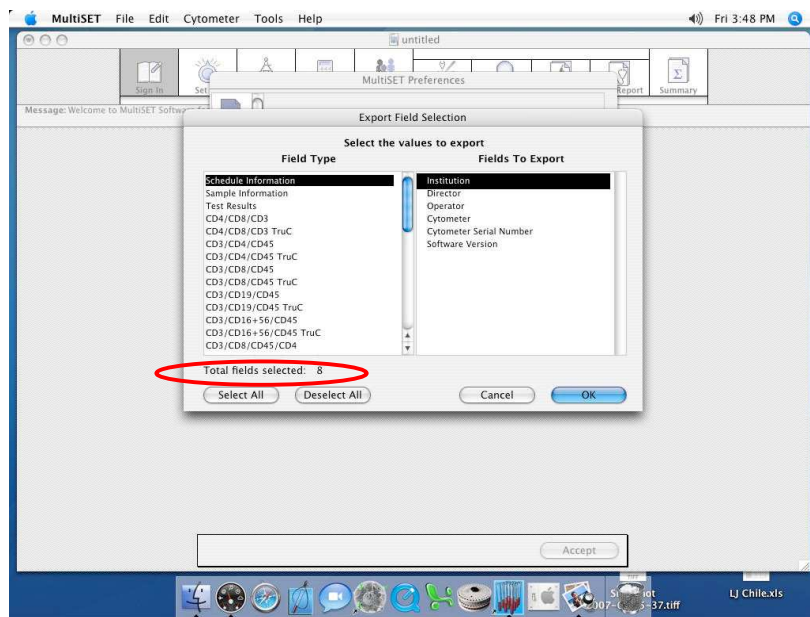 MultiSET File Edit Cytometer Tools Help Fri 3:48 PM
untitled
Sign In Set Report Summary
MultiSET Preferences
Message: Welcome to MultiSET Softw
Export Field Selection
Select the values to export
Field Type Fields To Export
Schedule Information Institution
Sample Information Director
Test Results Operator
CD4/CD8/CD3 Cytometer
CD4/CD8/CD3 TruC Cytometer Serial Number
CD3/CD4/CD45 Software Version
CD3/CD4/CD45 TruC
CD3/CD8/CD45
CD3/CD8/CD45 TruC
CD3/CD19/CD45
CD3/CD19/CD45 TruC
CD3/CD16+56/CD45
CD3/CD16+56/CD45 TruC
CD3/CD8/CD45/CD4
Total fields selected: 8
Select All Deselect All Cancel OK
Accept
-37.tiff LJ Chile.xls